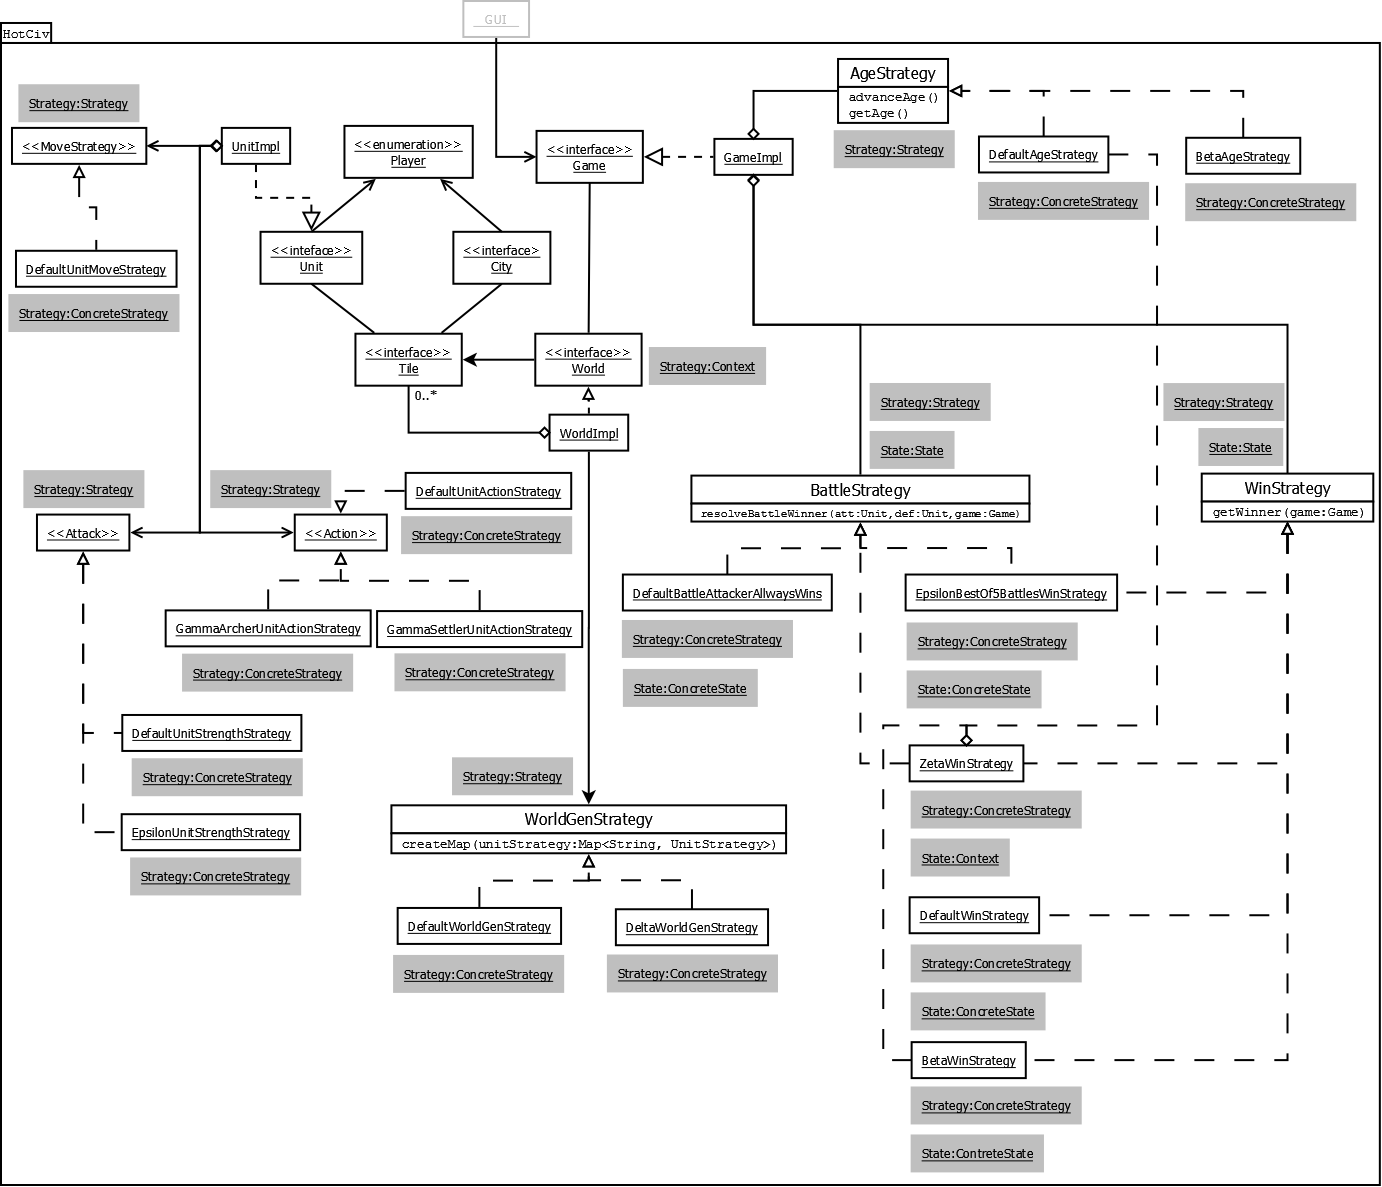 GUI
HotCiv
Strategy:Strategy
<<MoveStrategy>>
UnitImpl
<<enumeration>>
Player
<<interface>>
Game
GameImpl
AgeStrategy
advanceAge()
getAge()
Strategy:Strategy
DefaultAgeStrategy
Strategy:ConcreteStrategy
BetaAgeStrategy
Strategy:ConcreteStrategy
DefaultUnitMoveStrategy
Strategy:ConcreteStrategy
<<inteface>>
Unit
<<interface>
City
<<interface>>
Tile
0..*
<<interface>>
World
Strategy:Context
WorldImpl
Strategy:Strategy
State:State
Strategy:Strategy
State:State
Strategy:Strategy
<<Attack>>
Strategy:Strategy
<<Action>>
DefaultUnitActionStrategy
Strategy:ConcreteStrategy
BattleStrategy
resolveBattleWinner(att:Unit,def:Unit,game:Game)
WinStrategy
getWinner(game:Game)
DefaultBattleAttackerAllwaysWins
Strategy:ConcreteStrategy
State:ConcreteState
EpsilonBestOf5BattlesWinStrategy
Strategy:ConcreteStrategy
State:ConcreteState
GammaArcherUnitActionStrategy
Strategy:ConcreteStrategy
GammaSettlerUnitActionStrategy
Strategy:ConcreteStrategy
DefaultUnitStrengthStrategy
Strategy:ConcreteStrategy
EpsilonUnitStrengthStrategy
Strategy:ConcreteStrategy
Strategy:Strategy
WorldGenStrategy
createMap(unitStrategy:Map<String, UnitStrategy>)
DefaultWorldGenStrategy
Strategy:ConcreteStrategy
DeltaWorldGenStrategy
Strategy:ConcreteStrategy
ZetaWinStrategy
Strategy:ConcreteStrategy
State:Context
DefaultWinStrategy
Strategy:ConcreteStrategy
State:ConcreteState
BetaWinStrategy
Strategy:ConcreteStrategy
State:ContreteState